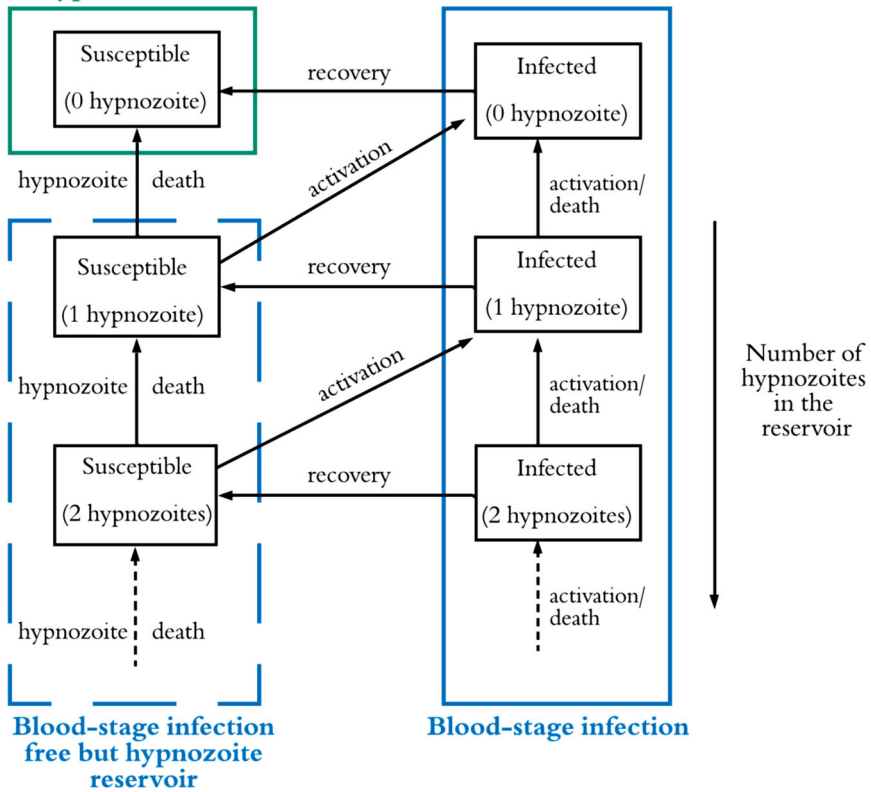 Susceptible
(0 hypnozoite)
recovery
Infected
(0 hypnozoite)
hypnozoite death
activation
activation/
death
Susceptible
(1 hypnozoite)
recovery
Infected
(1 hypnozoite)
hypnozoite death
activation
activation/
death
Number of
hypnozoites
in the
reservoir
Susceptible
(2 hypnozoites)
recovery
Infected
(2 hypnozoites)
hypnozoite death
activation/
death
Blood-stage infection
free but hypnozoite
reservoir
Blood-stage infection